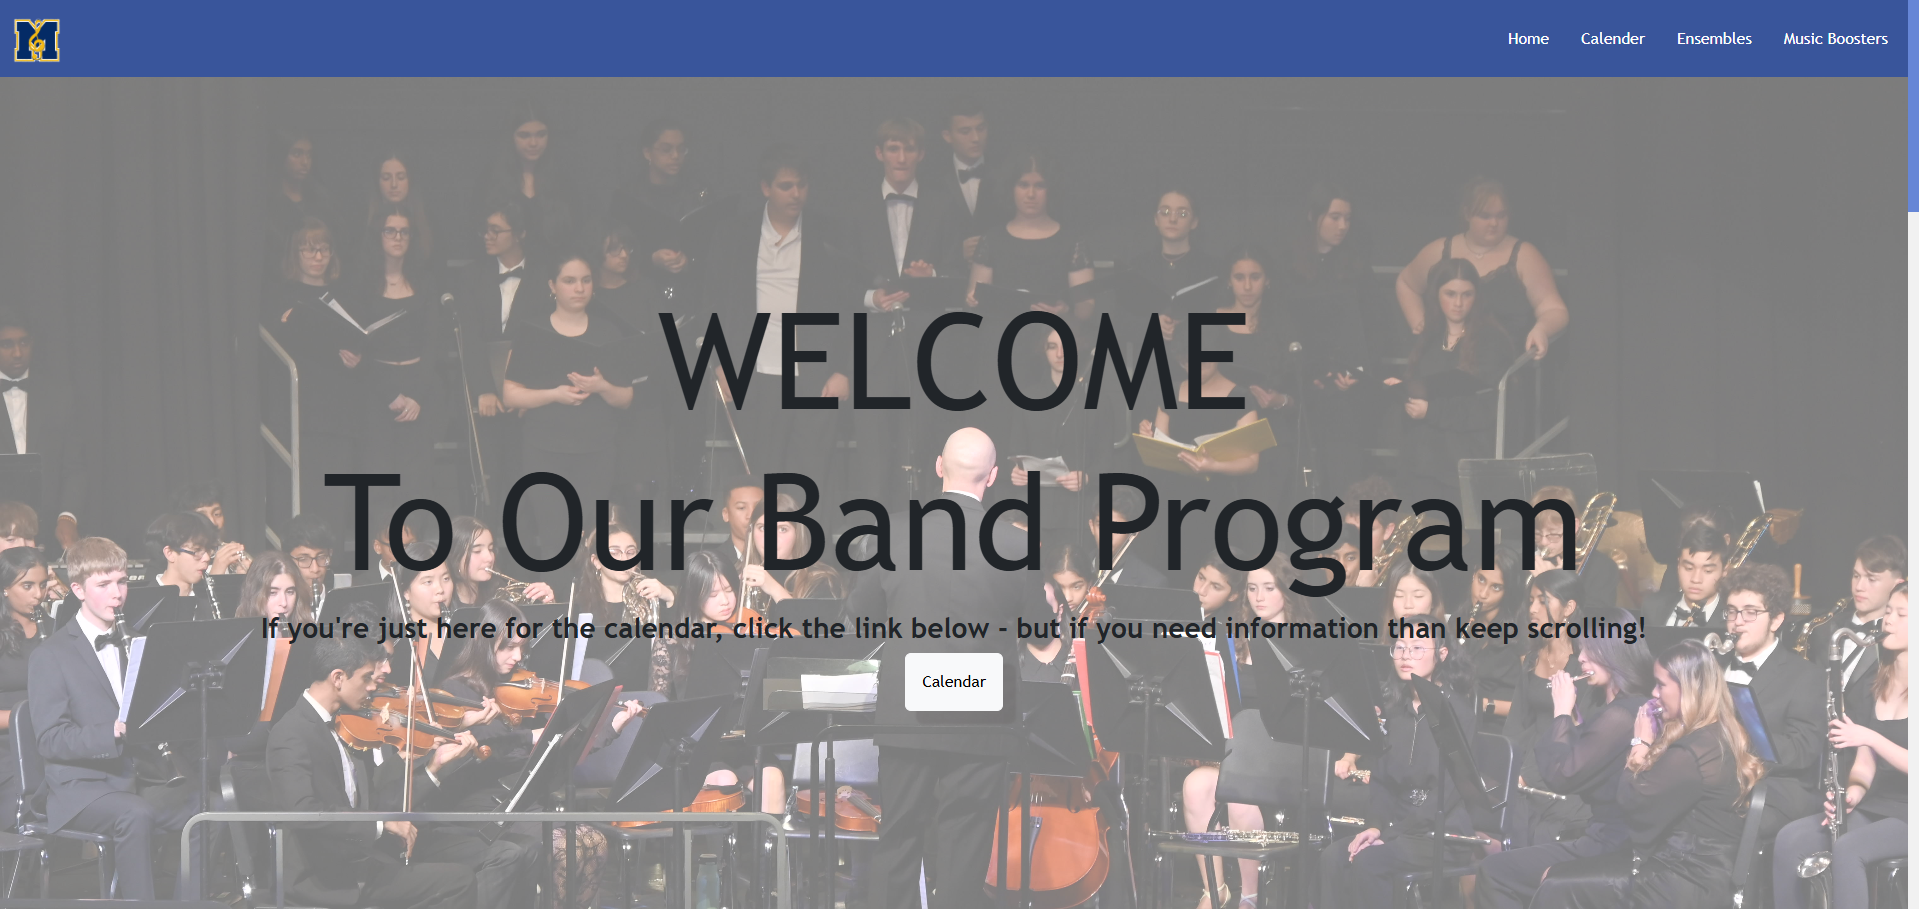 M
Home Calender Ensembles Music Boosters
WELCOME
To Our Band Program
If you're just here for the calendar, click the link below - but if you need information than keep scrolling!
Calendar